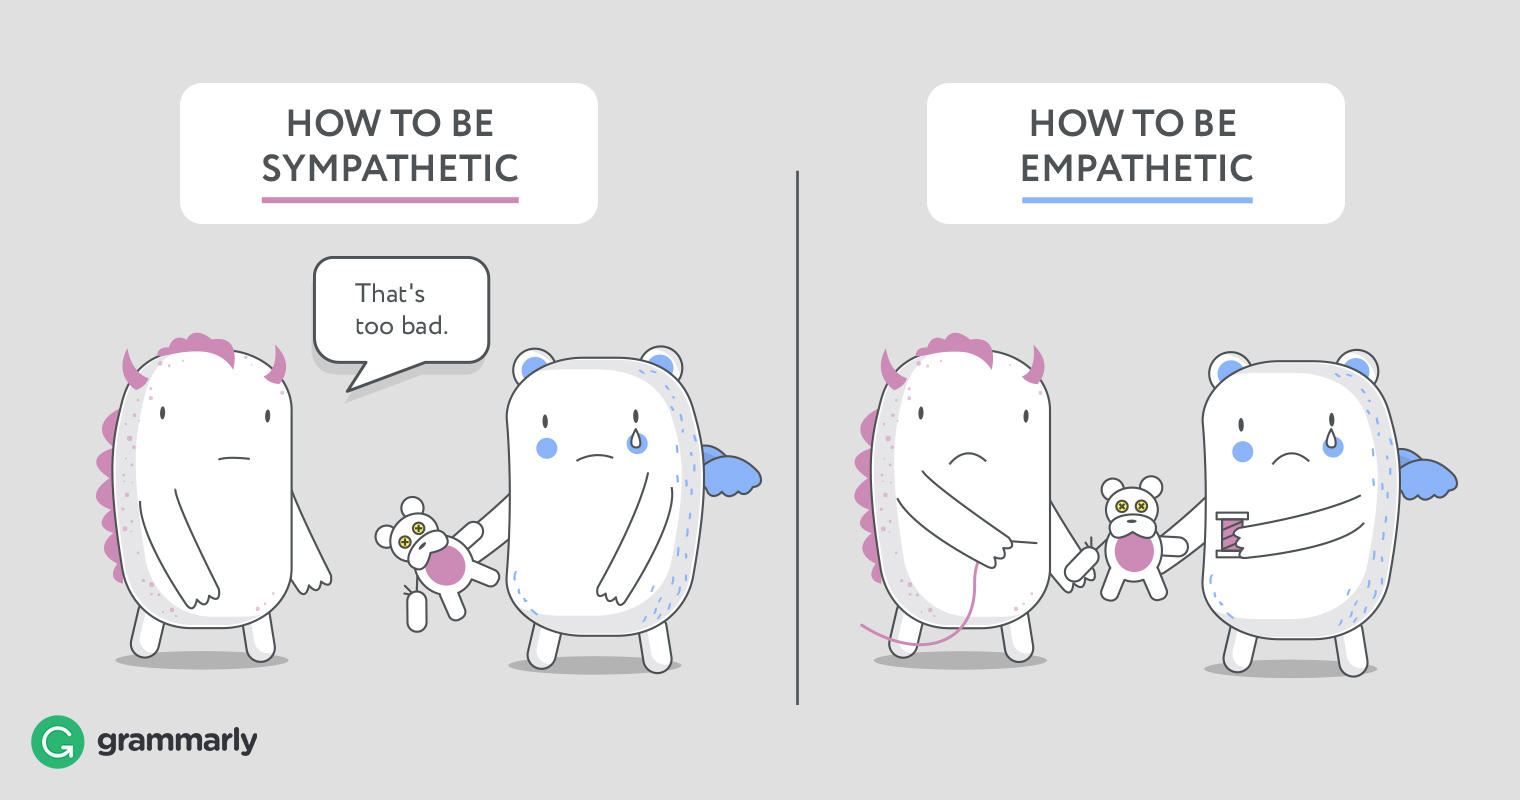 HOW TO BE
SYMPATHETIC
That's
too bad.
HOW TO BE
EMPATHETIC
grammarly